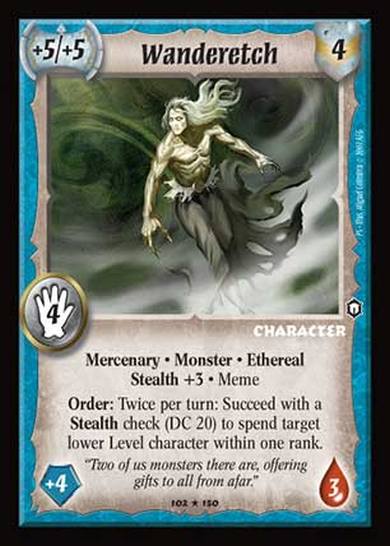 +5/+5
Wanderetch
4
CHARACTER
4
Mercenary • Monster • Ethereal
Stealth +3 • Meme
Order: Twice per turn: Succeed with a
Stealth check (DC 20) to spend target
lower Level character within one rank.
"Two of us monsters there are, offering
gifts to all from afar."
+4
102 ★ 150
3